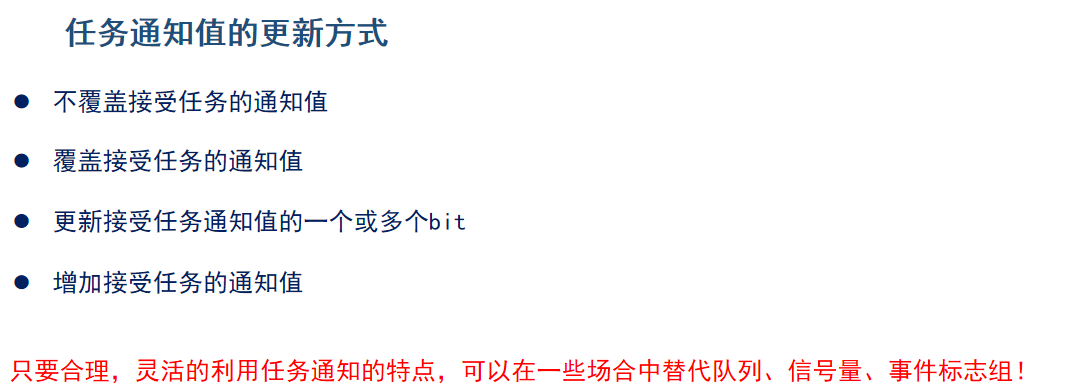 任务通知值的更新方式
● 不覆盖接受任务的通知值
● 覆盖接受任务的通知值
● 更新接受任务通知值的一个或多个bit
● 增加接受任务的通知值
只要合理，灵活的利用任务通知的特点，可以在一些场合中替代队列、信号量、事件标志组！